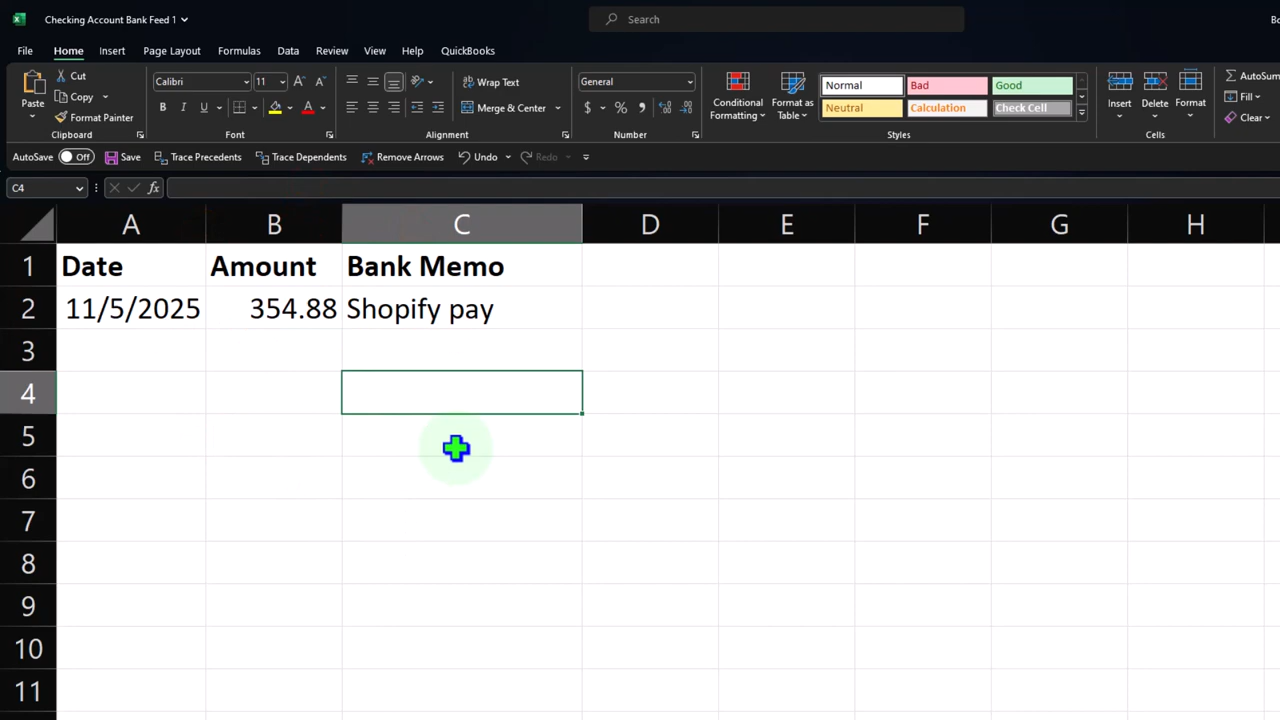 Checking Account Bank Feed 1
Search
File Home Insert Page Layout Formulas Data Review View Help QuickBooks
Paste
Cut
Copy
Format Painter
Clipboard
Calibri 11
B I U
Font
Wrap Text
Merge & Center
Alignment
General
$ %
Number
Conditional Formatting
Format as Table
Normal Bad Good
Neutral Calculation Check Cell
Styles
Insert Delete Format
Cells
AutoSum
Fill
Clear
AutoSave Off Save Trace Precedents Trace Dependents Remove Arrows Undo Redo
C4 fx
A B C D E F G H
1 Date Amount Bank Memo
2 11/5/2025 354.88 Shopify pay
3
4
5
6
7
8
9
10
11